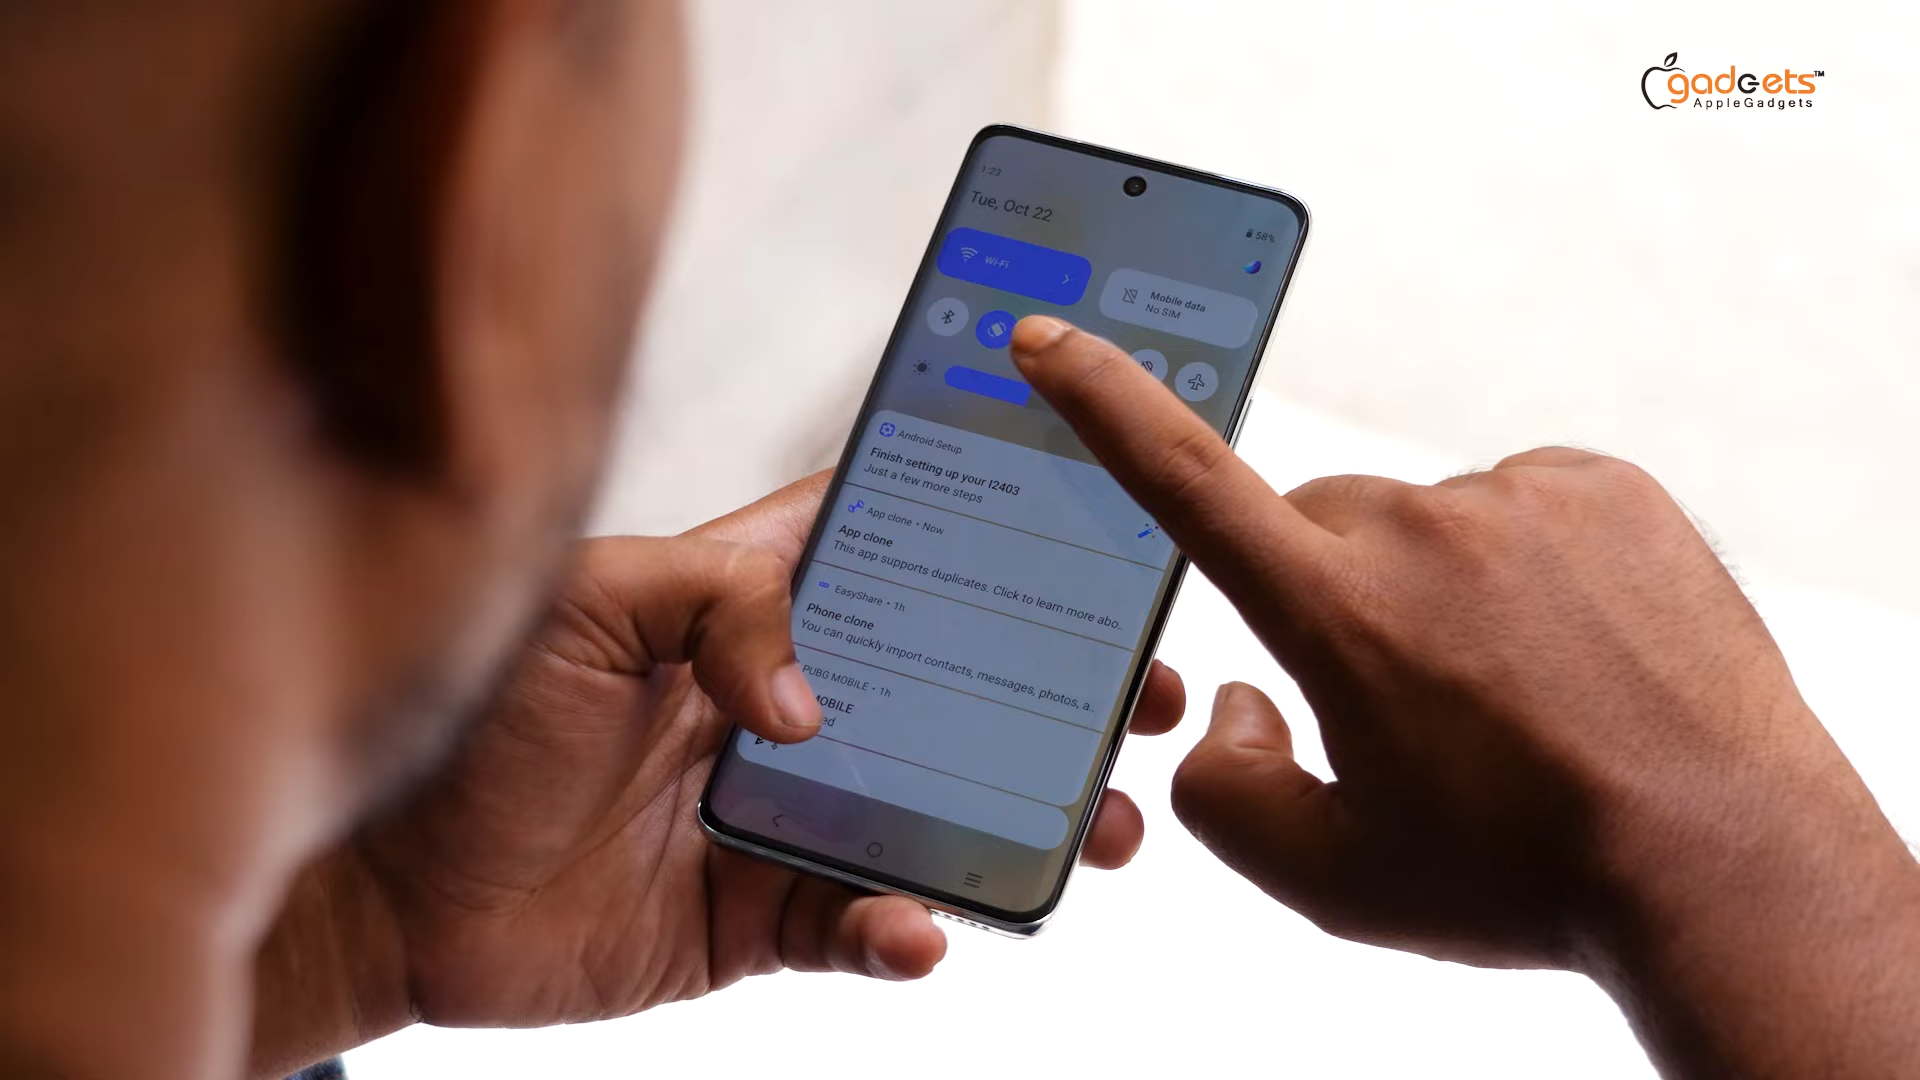 gadgets™
AppleGadgets
1:23
Tue, Oct 22
58%
Wi-Fi
Mobile data
No SIM
Android Setup
Finish setting up your I2403
Just a few more steps
App clone • Now
App clone
This app supports duplicates. Click to learn more abo..
EasyShare • 1h
Phone clone
You can quickly import contacts, messages, photos, a..
PUBG MOBILE • 1h
MOBILE
ed